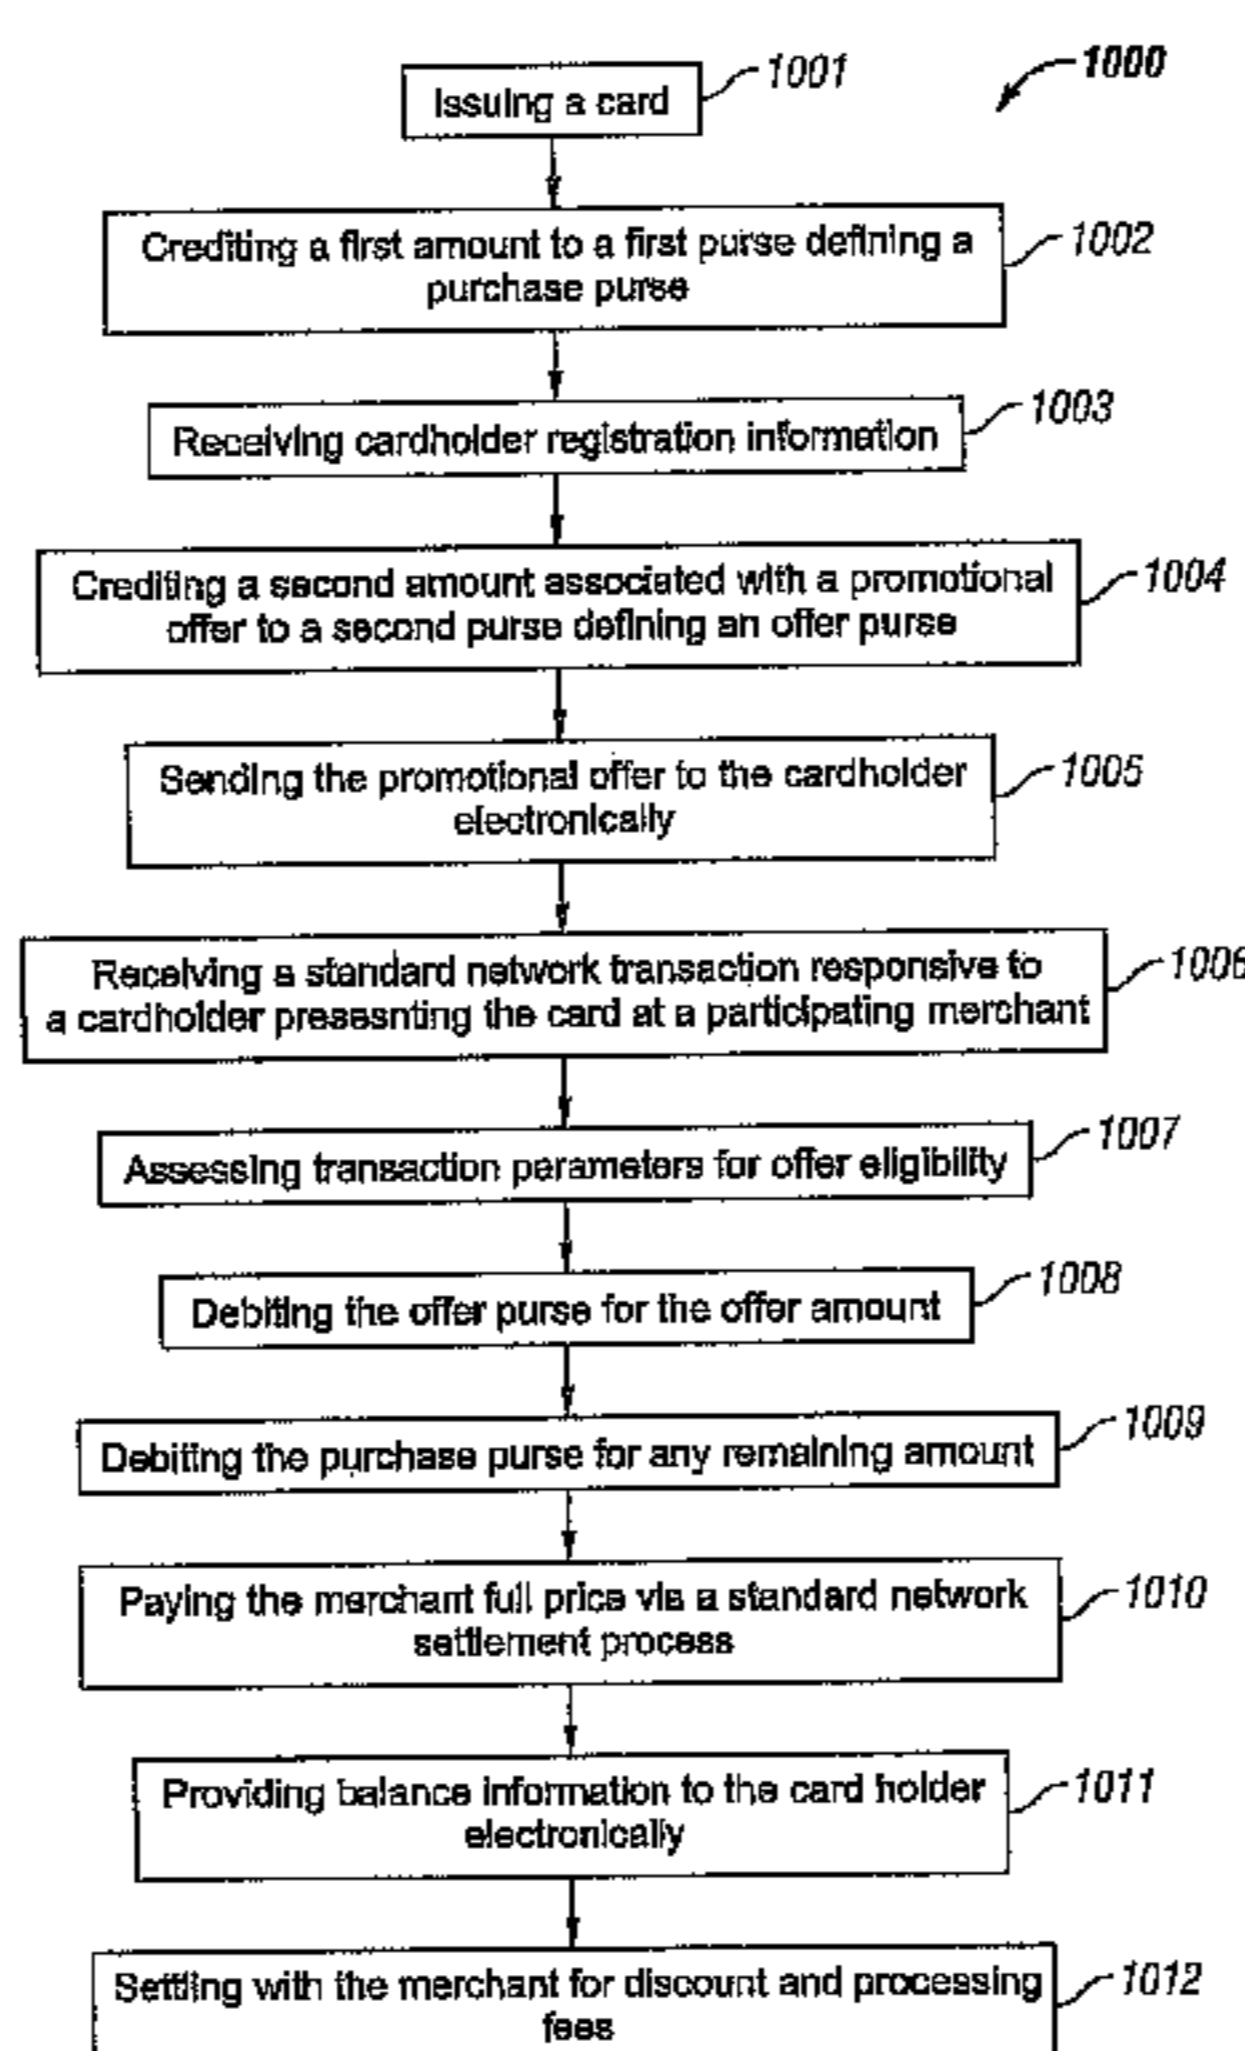 1000
Issuing a card
1001
Crediting a first amount to a first purse defining a
purchase purse
1002
Receiving cardholder registration information
1003
Crediting a second amount associated with a promotional
offer to a second purse defining an offer purse
1004
Sending the promotional offer to the cardholder
electronically
1005
Receiving a standard network transaction responsive to
a cardholder presesnting the card at a participating merchant
1006
Assessing transaction parameters for offer eligibility
1007
Debiting the offer purse for the offer amount
1008
Debiting the purchase purse for any remaining amount
1009
Paying the merchant full price via a standard network
settlement process
1010
Providing balance information to the card holder
electronically
1011
Settling with the merchant for discount and processing
fees
1012